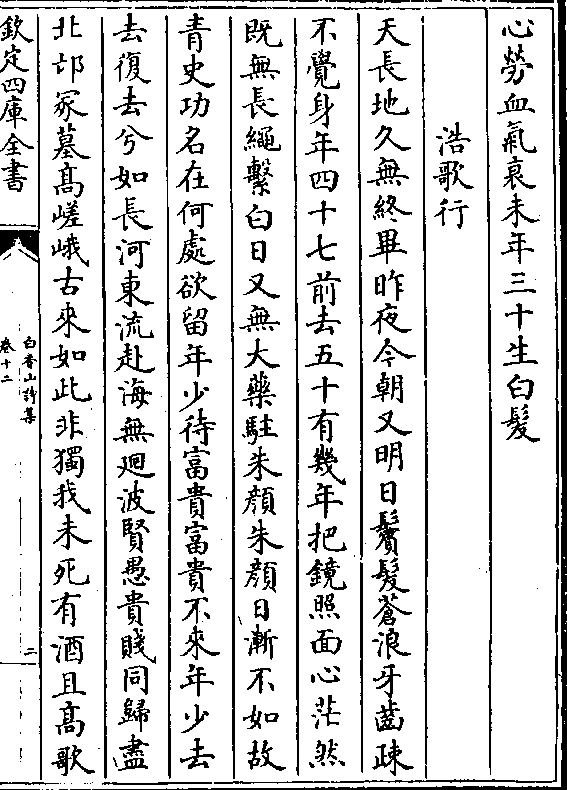 心勞血氣衰未年三十生白髮
浩歌行
天長地久無終畢昨夜今朝又明日鬢髮蒼浪牙齒疎
不覺身年四十七前去五十有幾年把鏡照面心茫然
既無長繩繫白日又無大藥駐朱顔朱顔日漸不如故
青史功名在何處欲留年少待富貴富貴不來年少去
去復去兮如長河東流赴海無廻波賢愚貴賤同歸盡
北邙冢墓髙嵯峨古來如此非獨我未死有酒且髙歌
欽定四庫全書
白香山詩集
卷十二
二